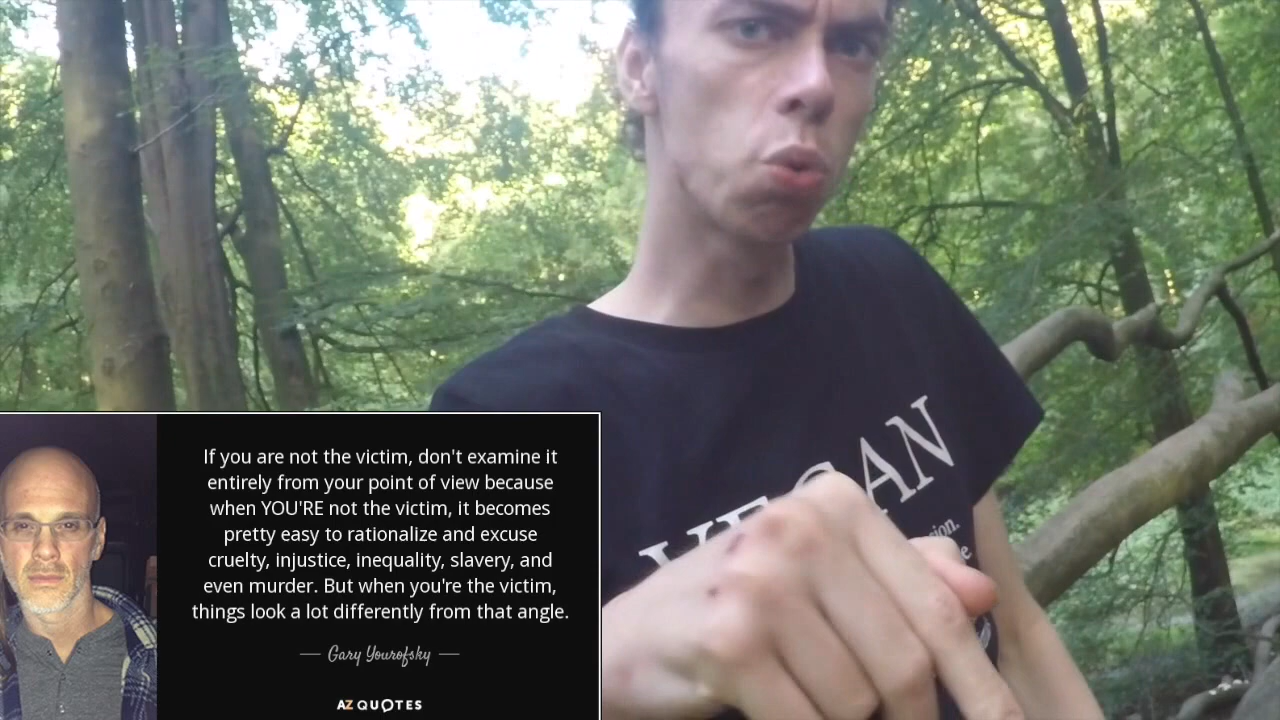 VEGAN
If you are not the victim, don't examine it
entirely from your point of view because
when YOU'RE not the victim, it becomes
pretty easy to rationalize and excuse
cruelty, injustice, inequality, slavery, and
even murder. But when you're the victim,
things look a lot differently from that angle.
Gary Yourofsky
AZ QUOTES